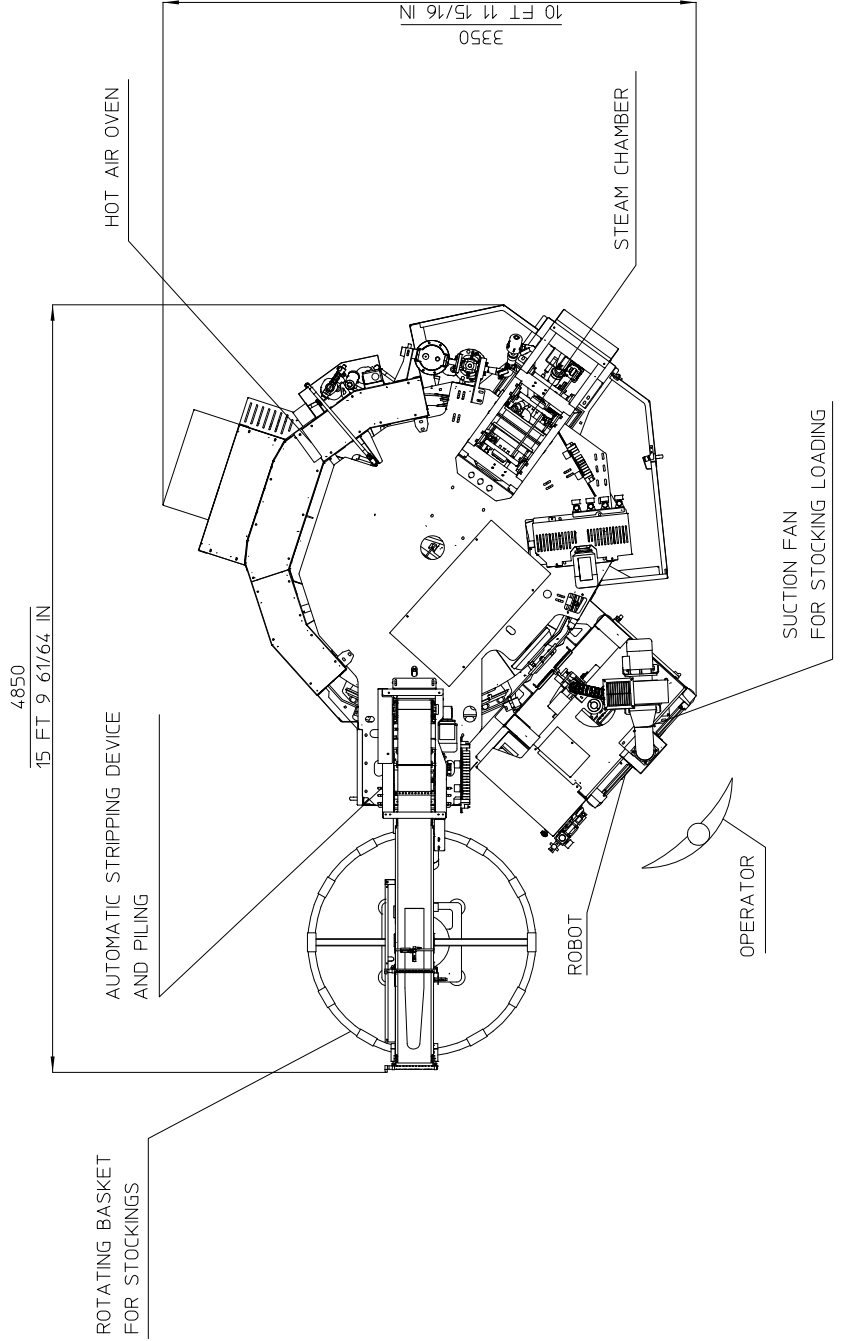 4850
15 FT 9 61/64 IN
3350
10 FT 11 15/16 IN
HOT AIR OVEN
STEAM CHAMBER
AUTOMATIC STRIPPING DEVICE
AND PILING
SUCTION FAN
FOR STOCKING LOADING
ROBOT
OPERATOR
ROTATING BASKET
FOR STOCKINGS